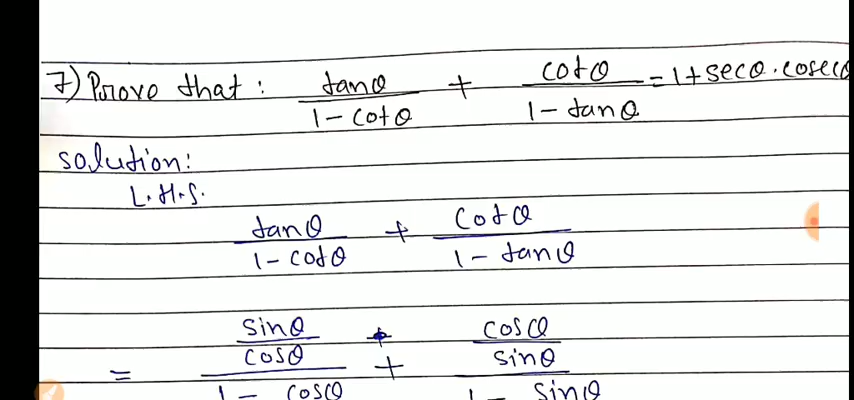 7) Prove that : tanθ / 1 - cotθ + cotθ / 1 - tanθ = 1 + secθ . cosecθ
solution:
L.H.S.
tanθ / 1 - cotθ + cotθ / 1 - tanθ
= sinθ / cosθ / 1 - cosθ + cosθ / sinθ / 1 - sinθ